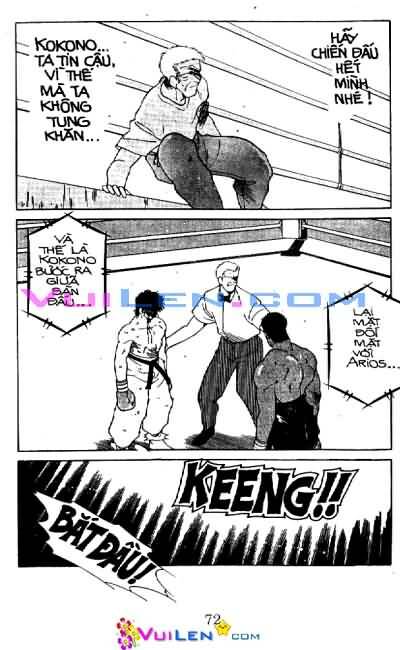 HÃY
CHIẾN ĐẤU
HẾT
MÌNH
NHÉ!
KOKONO...
TA TIN CẬU,
VÌ THẾ
MÀ TA
KHÔNG
TUNG
KHĂN...
VÀ
THẾ LÀ
KOKONO
BƯỚC RA
GIỮA
SÀN
ĐẤU...
LẠI
MẶT
ĐỐI
MẶT
VỚI
ARIOS...
VUILEN.COM
KEENG!!
BẮT ĐẦU!
72
VUILEN
.COM